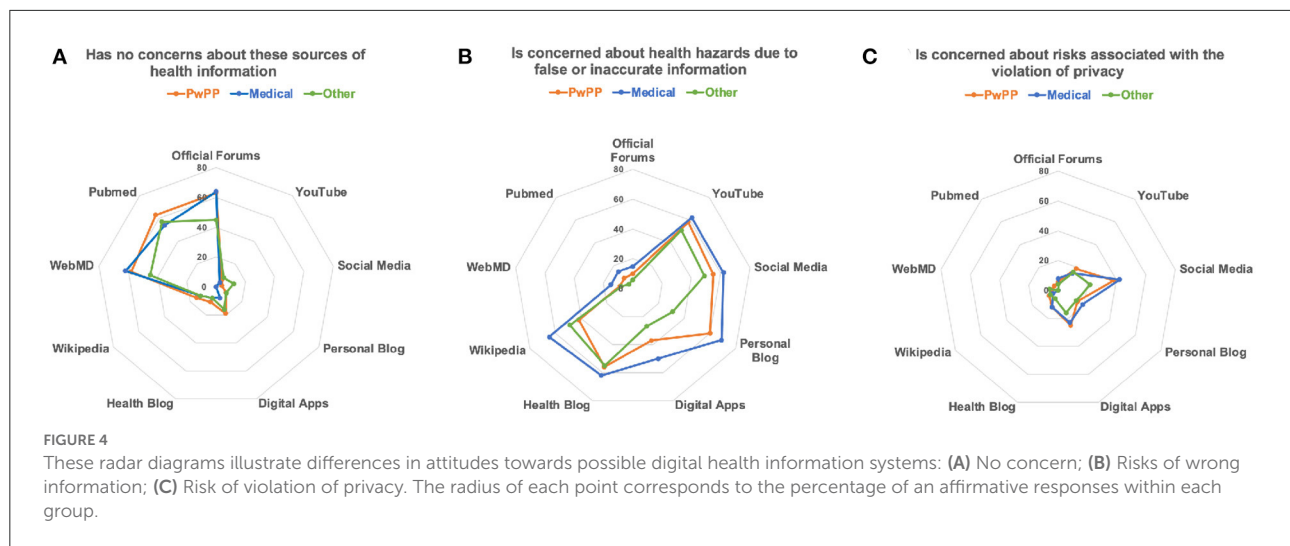 A
Has no concerns about these sources of
health information
PwPP Medical Other
Official Forums
YouTube
Social Media
Personal Blog
Digital Apps
Health Blog
Wikipedia
WebMD
Pubmed
80
60
40
20
0
B
Is concerned about health hazards due to
false or inaccurate information
PwPP Medical Other
Official
Forums
YouTube
Social Media
Personal
Blog
Digital Apps
Health Blog
Wikipedia
WebMD
Pubmed
80
60
40
20
0
C
Is concerned about risks associated with the
violation of privacy
PwPP Medical Other
Official Forums
YouTube
Social Media
Personal Blog
Digital Apps
Health Blog
Wikipedia
WebMD
Pubmed
80
60
40
20
0
FIGURE 4
These radar diagrams illustrate differences in attitudes towards possible digital health information systems: (A) No concern; (B) Risks of wrong
information; (C) Risk of violation of privacy. The radius of each point corresponds to the percentage of an affirmative responses within each
group.